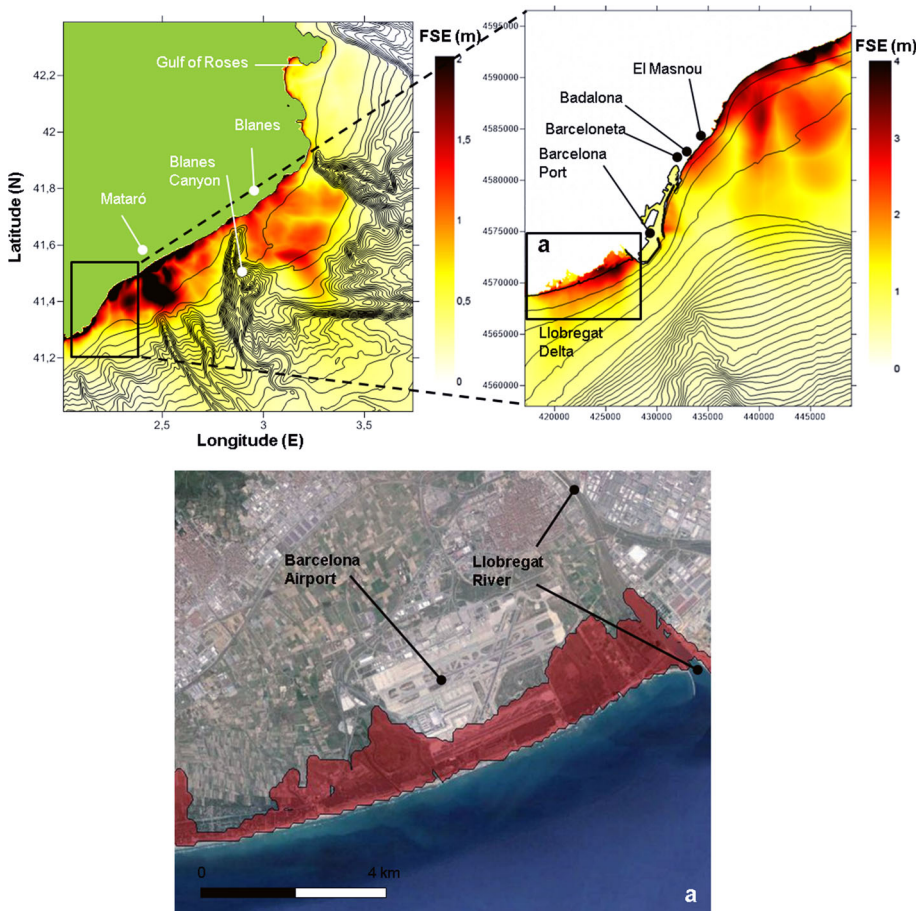 FSE (m)
2
1,5
1
0,5
0
Gulf of Roses
Blanes
Blanes
Canyon
Mataró
42,2
42
41,8
41,6
41,4
41,2
Latitude (N)
2,5
3
3,5
Longitude (E)
FSE (m)
4
3
2
1
0
El Masnou
Badalona
Barceloneta
Barcelona
Port
a
Llobregat
Delta
4595000
4590000
4585000
4580000
4575000
4570000
4565000
4560000
420000
425000
430000
435000
440000
445000
Barcelona
Airport
Llobregat
River
0
4 km
a